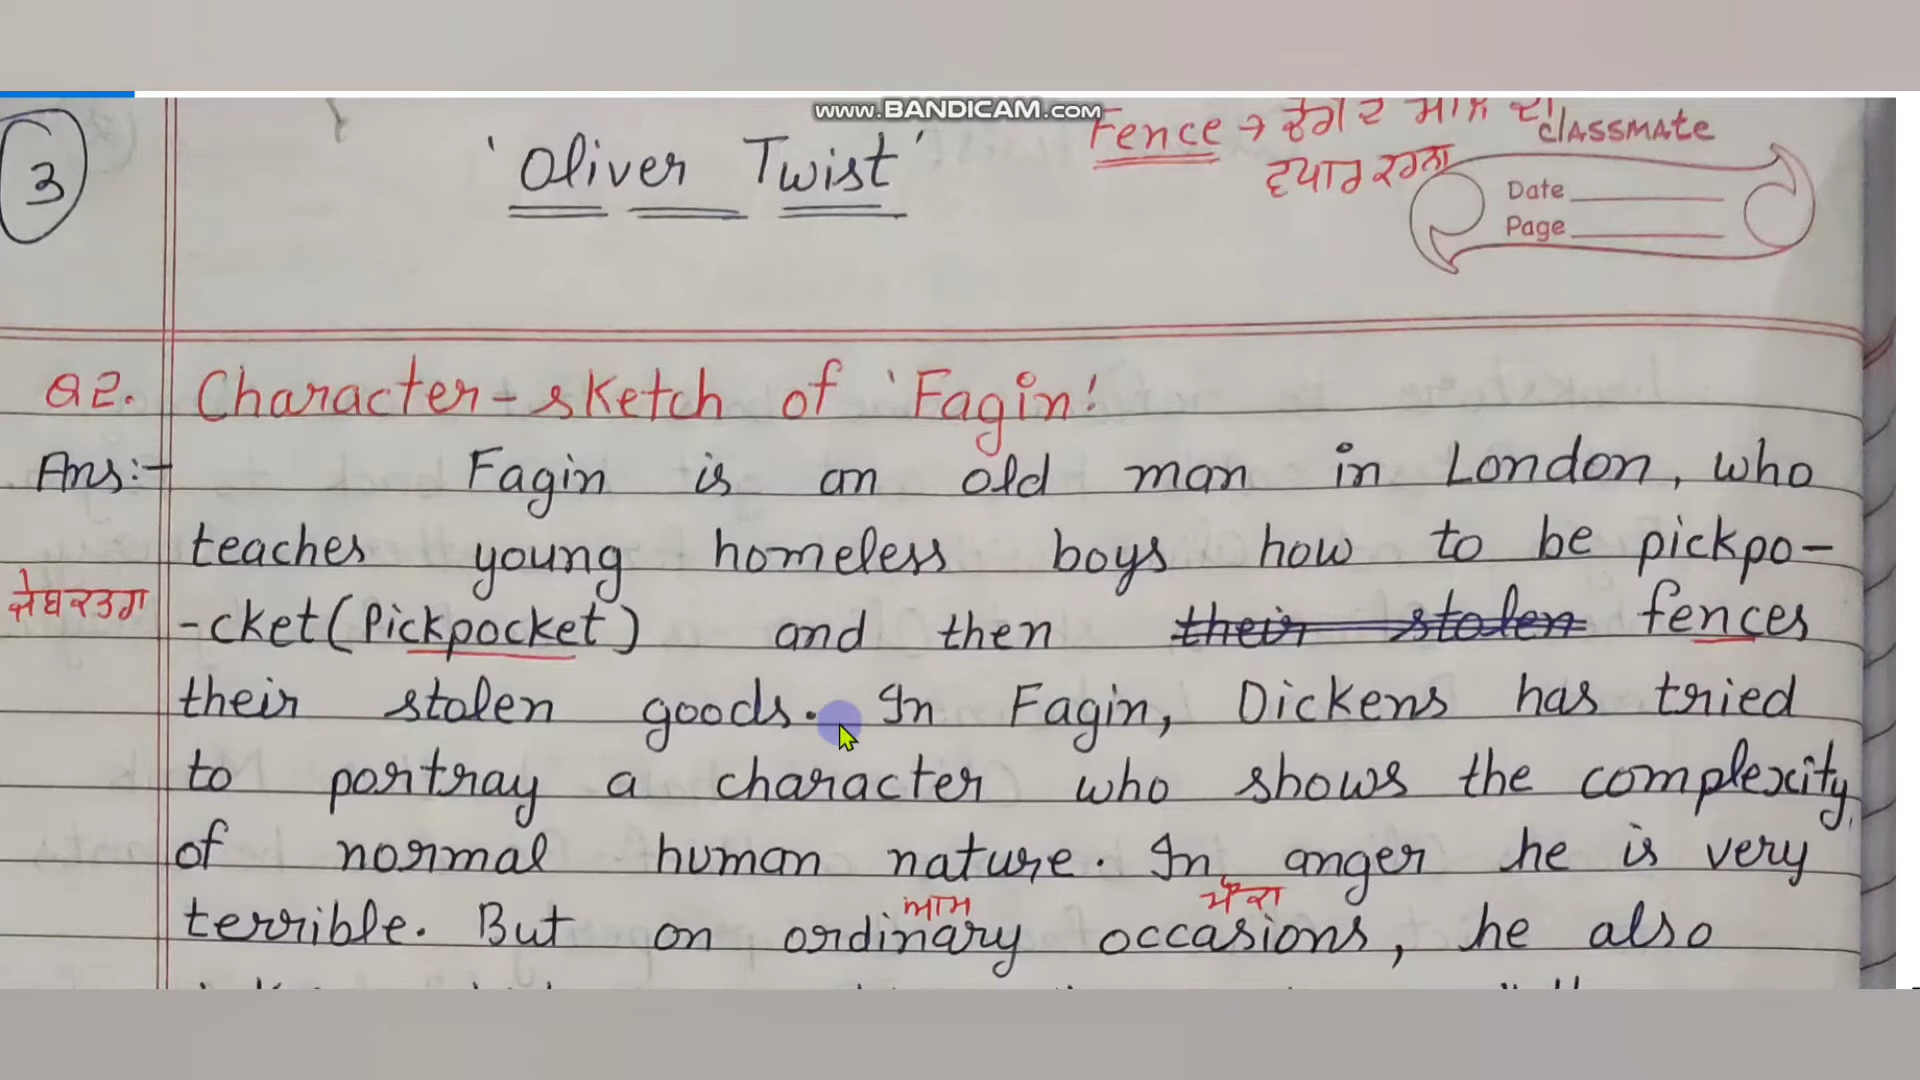 www.BANDICAM.com
3
'Oliver Twist'
Fence →
ਵਪਾਰ ਕਰਨਾ
classmate
Date
Page
Q2. Character-sketch of 'Fagin!
Ans:- Fagin is an old man in London, who
teaches young homeless boys how to be pickpo-
ਜੇਬਕਤਰਾ
-cket (Pickpocket) and then their stolen fences
their stolen goods. In Fagin, Dickens has tried
to portray a character who shows the complexity
of normal human nature. In anger he is very
ਆਮ ਮੌਕਾ
terrible. But on ordinary occasions, he also